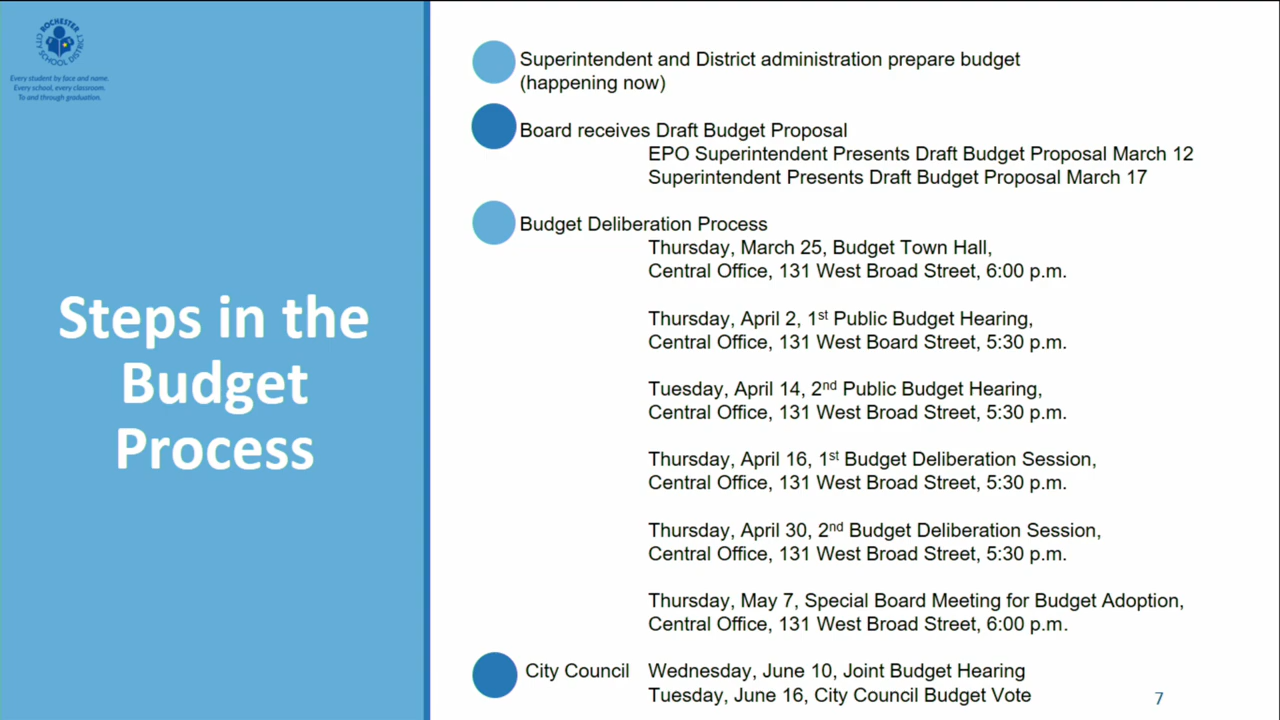 ROCHESTER
CITY SCHOOL DISTRICT
Every student by face and name.
Every school, every classroom.
To and through graduation.
Steps in the
Budget
Process
Superintendent and District administration prepare budget
(happening now)
Board receives Draft Budget Proposal
EPO Superintendent Presents Draft Budget Proposal March 12
Superintendent Presents Draft Budget Proposal March 17
Budget Deliberation Process
Thursday, March 25, Budget Town Hall,
Central Office, 131 West Broad Street, 6:00 p.m.
Thursday, April 2, 1st Public Budget Hearing,
Central Office, 131 West Board Street, 5:30 p.m.
Tuesday, April 14, 2nd Public Budget Hearing,
Central Office, 131 West Broad Street, 5:30 p.m.
Thursday, April 16, 1st Budget Deliberation Session,
Central Office, 131 West Broad Street, 5:30 p.m.
Thursday, April 30, 2nd Budget Deliberation Session,
Central Office, 131 West Broad Street, 5:30 p.m.
Thursday, May 7, Special Board Meeting for Budget Adoption,
Central Office, 131 West Broad Street, 6:00 p.m.
City Council Wednesday, June 10, Joint Budget Hearing
Tuesday, June 16, City Council Budget Vote
7